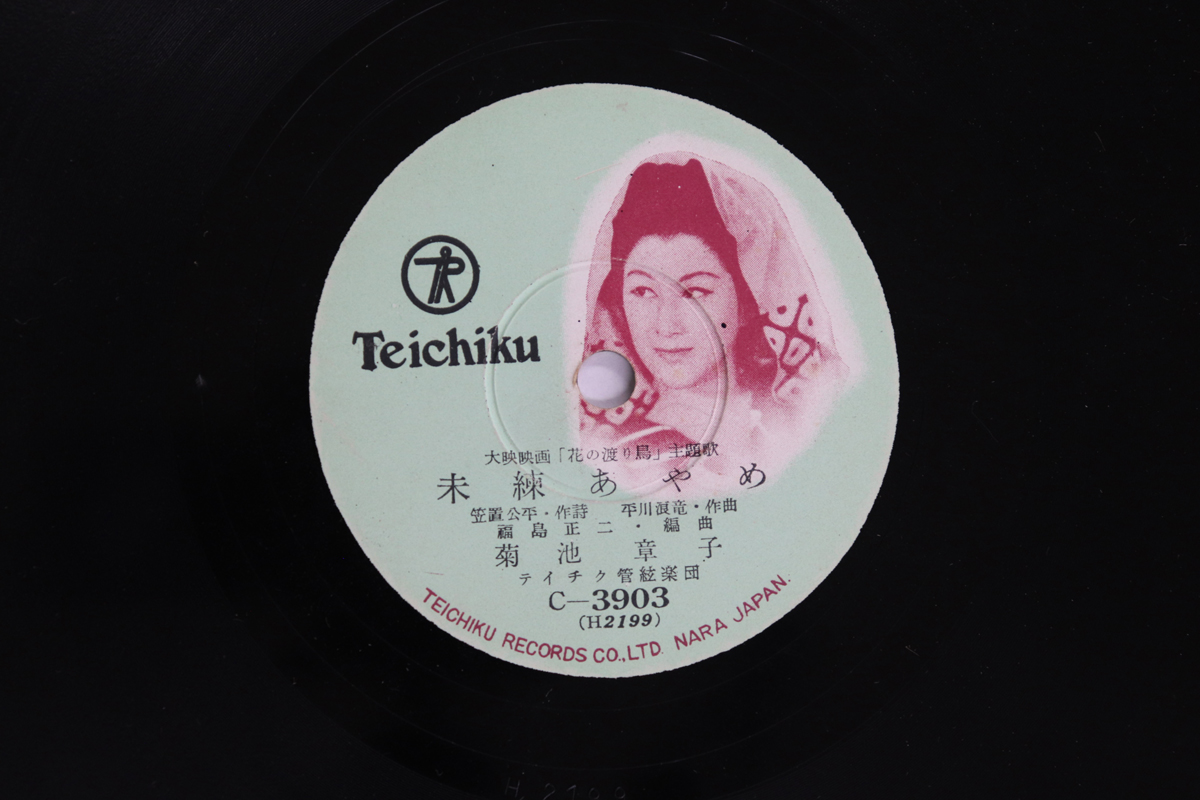 Teichiku
大映映画「花の渡り鳥」主題歌
未練あやめ
笠置公平・作詩 平川浪竜・作曲
福島正二・編曲
菊池章子
テイチク管絃楽団
C—3903
(H2199)
TEICHIKU RECORDS CO., LTD. NARA JAPAN.